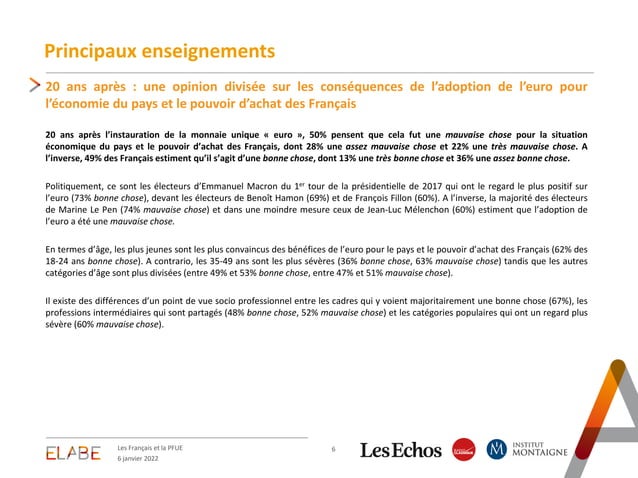 Principaux enseignements
20 ans après : une opinion divisée sur les conséquences de l’adoption de l’euro pour
l’économie du pays et le pouvoir d’achat des Français
20 ans après l’instauration de la monnaie unique « euro », 50% pensent que cela fut une mauvaise chose pour la situation
économique du pays et le pouvoir d’achat des Français, dont 28% une assez mauvaise chose et 22% une très mauvaise chose. A
l’inverse, 49% des Français estiment qu’il s’agit d’une bonne chose, dont 13% une très bonne chose et 36% une assez bonne chose.
Politiquement, ce sont les électeurs d’Emmanuel Macron du 1er tour de la présidentielle de 2017 qui ont le regard le plus positif sur
l’euro (73% bonne chose), devant les électeurs de Benoît Hamon (69%) et de François Fillon (60%). A l’inverse, la majorité des électeurs
de Marine Le Pen (74% mauvaise chose) et dans une moindre mesure ceux de Jean-Luc Mélenchon (60%) estiment que l’adoption de
l’euro a été une mauvaise chose.
En termes d’âge, les plus jeunes sont les plus convaincus des bénéfices de l’euro pour le pays et le pouvoir d’achat des Français (62% des
18-24 ans bonne chose). A contrario, les 35-49 ans sont les plus sévères (36% bonne chose, 63% mauvaise chose) tandis que les autres
catégories d’âge sont plus divisées (entre 49% et 53% bonne chose, entre 47% et 51% mauvaise chose).
Il existe des différences d’un point de vue socio professionnel entre les cadres qui y voient majoritairement une bonne chose (67%), les
professions intermédiaires qui sont partagés (48% bonne chose, 52% mauvaise chose) et les catégories populaires qui ont un regard plus
sévère (60% mauvaise chose).
ELABE
Les Français et la PFUE
6 janvier 2022
6
Les Echos
RADIO CLASSIQUE
M
INSTITUT
MONTAIGNE